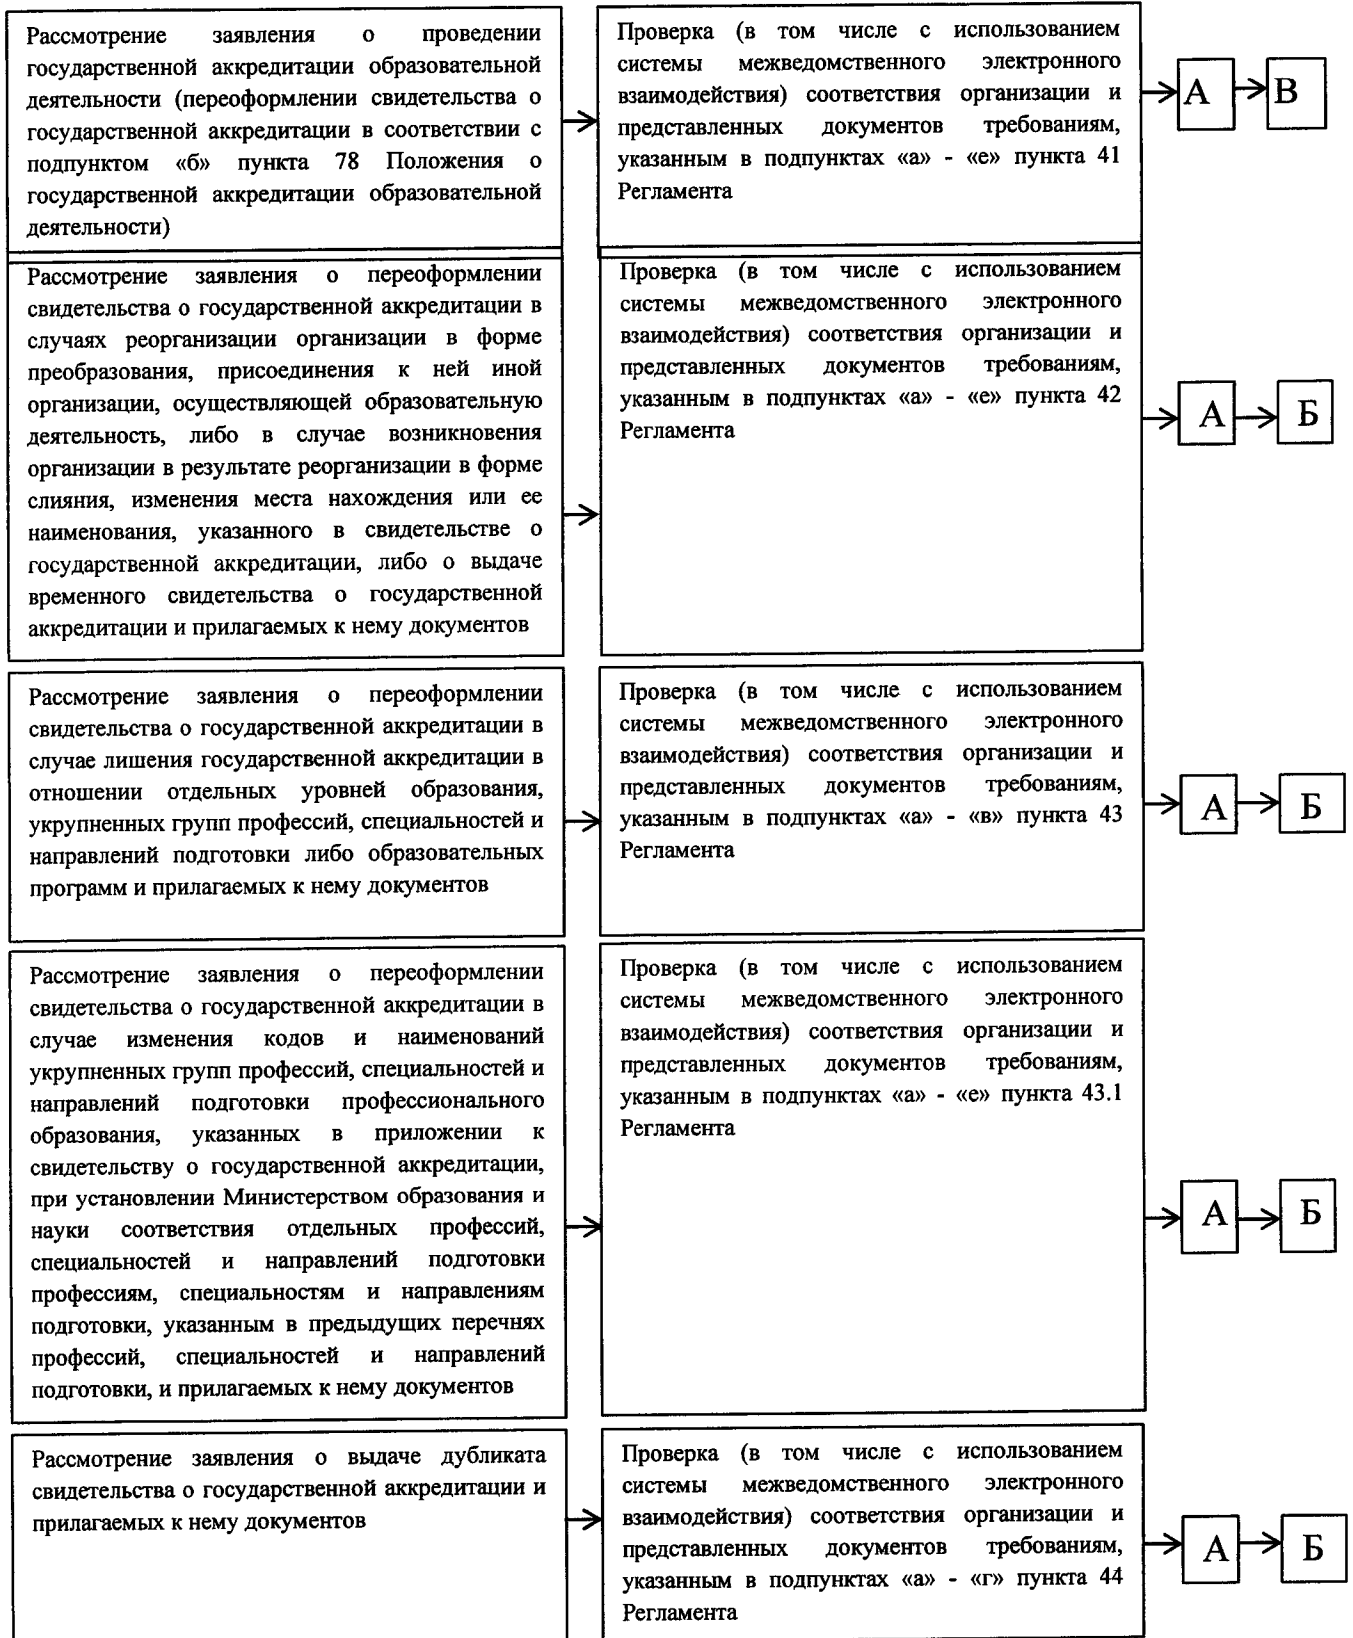 Рассмотрение заявления о проведении
государственной аккредитации образовательной
деятельности (переоформлении свидетельства о
государственной аккредитации в соответствии с
подпунктом «б» пункта 78 Положения о
государственной аккредитации образовательной
деятельности)
Проверка (в том числе с использованием
системы межведомственного электронного
взаимодействия) соответствия организации и
представленных документов требованиям,
указанным в подпунктах «а» - «е» пункта 41
Регламента
А
В
Рассмотрение заявления о переоформлении
свидетельства о государственной аккредитации в
случаях реорганизации организации в форме
преобразования, присоединения к ней иной
организации, осуществляющей образовательную
деятельность, либо в случае возникновения
организации в результате реорганизации в форме
слияния, изменения места нахождения или ее
наименования, указанного в свидетельстве о
государственной аккредитации, либо о выдаче
временного свидетельства о государственной
аккредитации и прилагаемых к нему документов
Проверка (в том числе с использованием
системы межведомственного электронного
взаимодействия) соответствия организации и
представленных документов требованиям,
указанным в подпунктах «а» - «е» пункта 42
Регламента
А
Б
Рассмотрение заявления о переоформлении
свидетельства о государственной аккредитации в
случае лишения государственной аккредитации в
отношении отдельных уровней образования,
укрупненных групп профессий, специальностей и
направлений подготовки либо образовательных
программ и прилагаемых к нему документов
Проверка (в том числе с использованием
системы межведомственного электронного
взаимодействия) соответствия организации и
представленных документов требованиям,
указанным в подпунктах «а» - «в» пункта 43
Регламента
А
Б
Рассмотрение заявления о переоформлении
свидетельства о государственной аккредитации в
случае изменения кодов и наименований
укрупненных групп профессий, специальностей и
направлений подготовки профессионального
образования, указанных в приложении к
свидетельству о государственной аккредитации,
при установлении Министерством образования и
науки соответствия отдельных профессий,
специальностей и направлений подготовки
профессиям, специальностям и направлениям
подготовки, указанным в предыдущих перечнях
профессий, специальностей и направлений
подготовки, и прилагаемых к нему документов
Проверка (в том числе с использованием
системы межведомственного электронного
взаимодействия) соответствия организации и
представленных документов требованиям,
указанным в подпунктах «а» - «е» пункта 43.1
Регламента
А
Б
Рассмотрение заявления о выдаче дубликата
свидетельства о государственной аккредитации и
прилагаемых к нему документов
Проверка (в том числе с использованием
системы межведомственного электронного
взаимодействия) соответствия организации и
представленных документов требованиям,
указанным в подпунктах «а» - «г» пункта 44
Регламента
А
Б